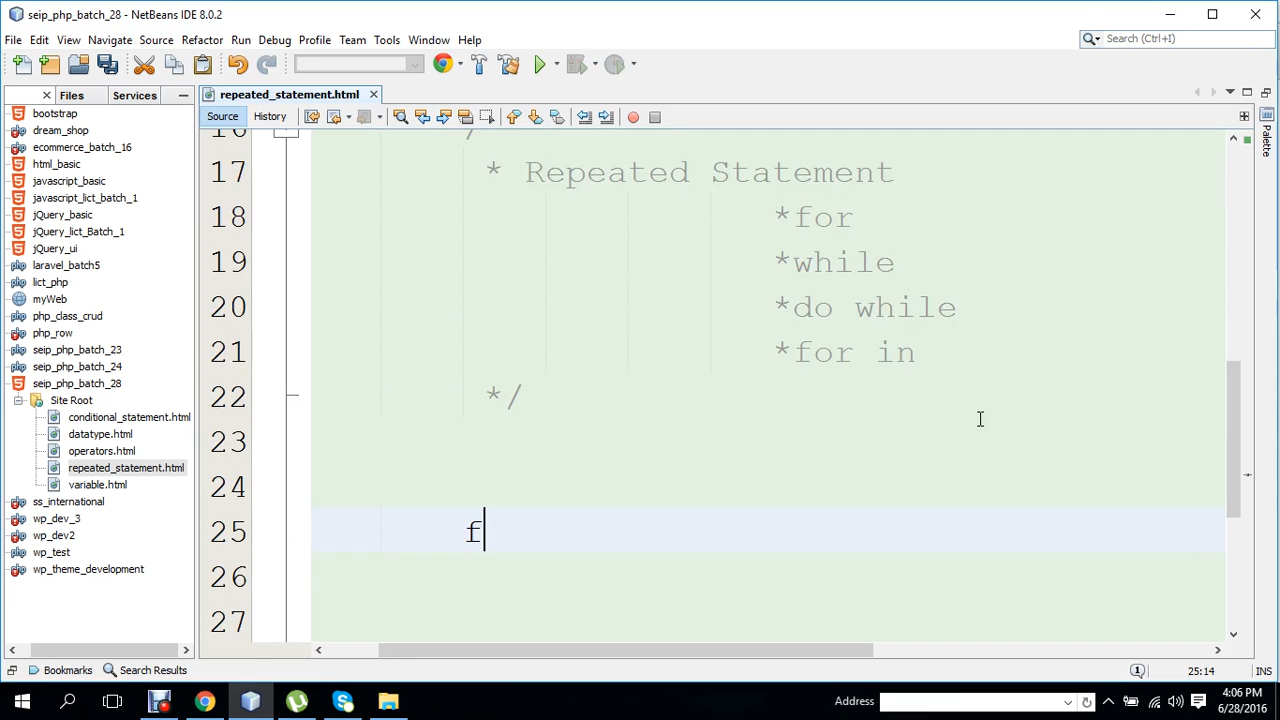 seip_php_batch_28 - NetBeans IDE 8.0.2
File Edit View Navigate Source Refactor Run Debug Profile Team Tools Window Help
Search (Ctrl+I)
Files Services
repeated_statement.html
Source History
Palette
bootstrap
dream_shop
ecommerce_batch_16
html_basic
javascript_basic
javascript_lict_batch_1
jQuery_basic
jQuery_lict_Batch_1
jQuery_ui
laravel_batch5
lict_php
myWeb
php_class_crud
php_row
seip_php_batch_23
seip_php_batch_24
seip_php_batch_28
Site Root
conditional_statement.html
datatype.html
operators.html
repeated_statement.html
variable.html
ss_international
wp_dev_3
wp_dev2
wp_test
wp_theme_development
16
17 * Repeated Statement
18 *for
19 *while
20 *do while
21 *for in
22 */
23
24
25 f
26
27
Bookmarks Search Results
1 25:14 INS
Address
4:06 PM
6/28/2016